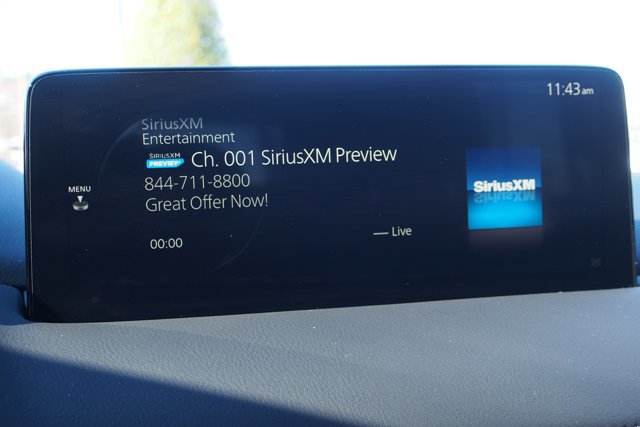 11:43am
SiriusXM
Entertainment
SIRIUSXM
PREVIEW
Ch. 001 SiriusXM Preview
844-711-8800
Great Offer Now!
MENU
00:00
Live
SiriusXM